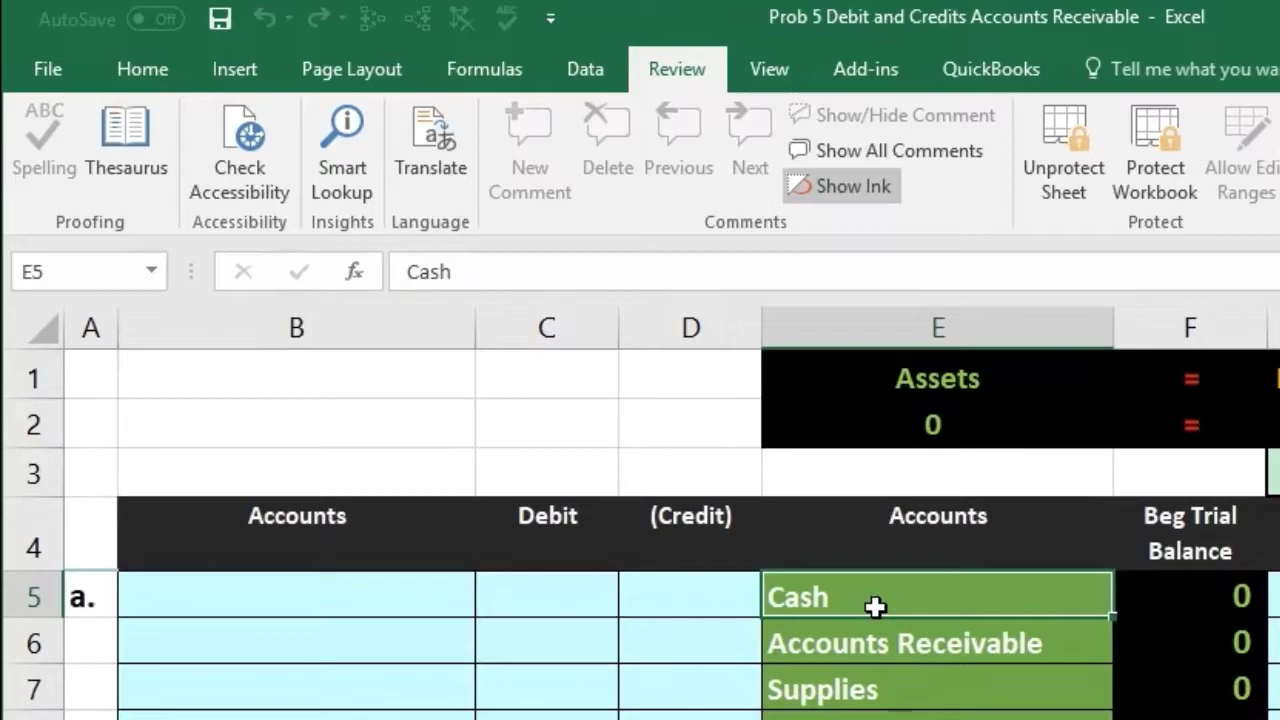 AutoSave Off
Prob 5 Debit and Credits Accounts Receivable - Excel
File Home Insert Page Layout Formulas Data Review View Add-ins QuickBooks Tell me what you wa
ABC
Spelling
Thesaurus
Proofing
Check
Accessibility
Accessibility
Smart
Lookup
Insights
Translate
Language
New
Comment
Delete
Previous
Next
Show/Hide Comment
Show All Comments
Show Ink
Comments
Unprotect
Sheet
Protect
Workbook
Allow Edi
Ranges
Protect
E5 fx Cash
A B C D E F
1 Assets =
2 0 =
3
4 Accounts Debit (Credit) Accounts Beg Trial
Balance
5 a. Cash 0
6 Accounts Receivable 0
7 Supplies 0